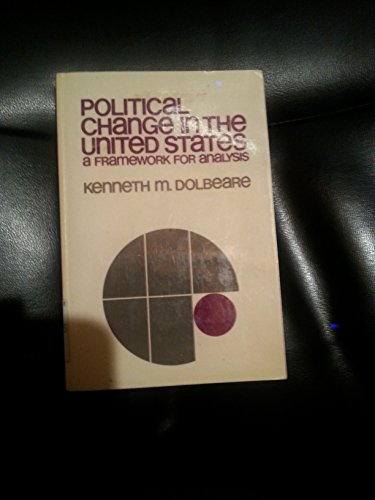 POLITICAL
CHANGE IN THE
UNITED STATES
a FRamewORK FOR analysis
Kenneth m. DOLBeaRe